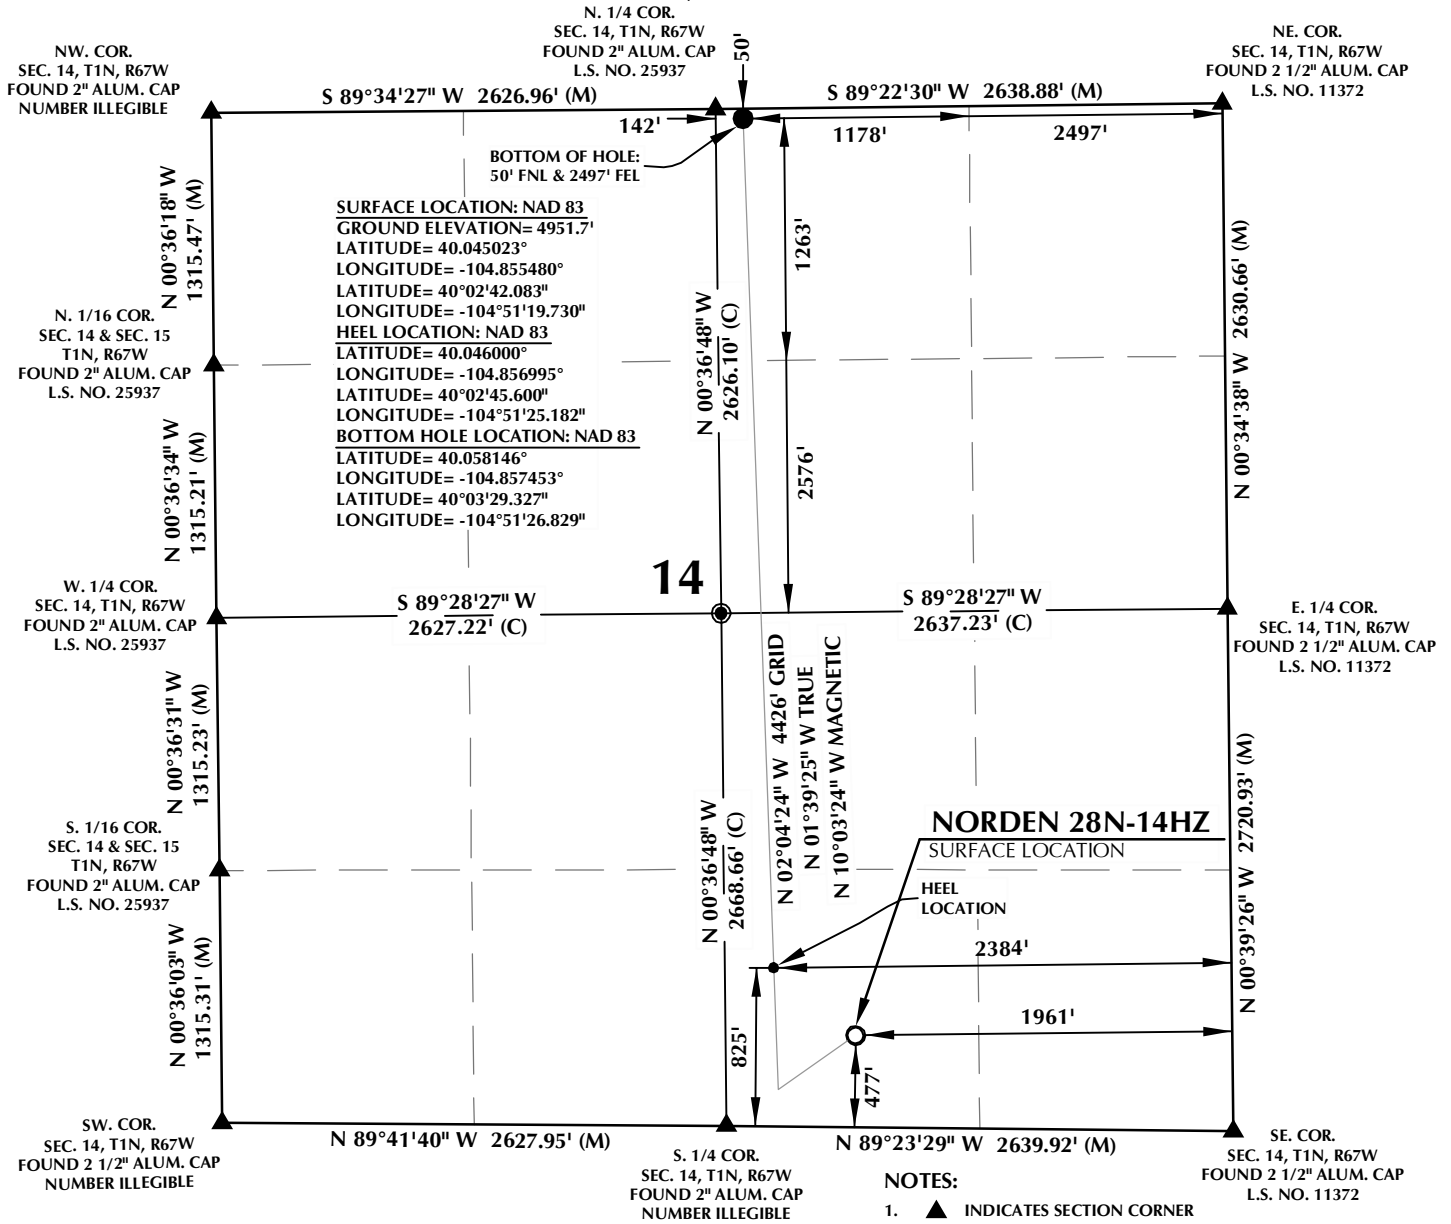 N. 1/4 COR.
SEC. 14, T1N, R67W
FOUND 2" ALUM. CAP
L.S. NO. 25937
NW. COR.
SEC. 14, T1N, R67W
FOUND 2" ALUM. CAP
NUMBER ILLEGIBLE
NE. COR.
SEC. 14, T1N, R67W
FOUND 2 1/2" ALUM. CAP
L.S. NO. 11372
50'
S 89°34'27" W 2626.96' (M)
S 89°22'30" W 2638.88' (M)
142'
1178'
2497'
BOTTOM OF HOLE:
50' FNL & 2497' FEL
N 00°36'18" W
1315.47' (M)
SURFACE LOCATION: NAD 83
GROUND ELEVATION= 4951.7'
LATITUDE= 40.045023°
LONGITUDE= -104.855480°
LATITUDE= 40°02'42.083"
LONGITUDE= -104°51'19.730"
HEEL LOCATION: NAD 83
LATITUDE= 40.046000°
LONGITUDE= -104.856995°
LATITUDE= 40°02'45.600"
LONGITUDE= -104°51'25.182"
BOTTOM HOLE LOCATION: NAD 83
LATITUDE= 40.058146°
LONGITUDE= -104.857453°
LATITUDE= 40°03'29.327"
LONGITUDE= -104°51'26.829"
1263'
N 00°36'48" W
2626.10' (C)
N 00°34'38" W 2630.66' (M)
N. 1/16 COR.
SEC. 14 & SEC. 15
T1N, R67W
FOUND 2" ALUM. CAP
L.S. NO. 25937
N 00°36'34" W
1315.21' (M)
2576'
W. 1/4 COR.
SEC. 14, T1N, R67W
FOUND 2" ALUM. CAP
L.S. NO. 25937
14
S 89°28'27" W
2627.22' (C)
S 89°28'27" W
2637.23' (C)
E. 1/4 COR.
SEC. 14, T1N, R67W
FOUND 2 1/2" ALUM. CAP
L.S. NO. 11372
N 00°36'31" W
1315.23' (M)
N 02°04'24" W 4426' GRID
N 01°39'25" W TRUE
N 10°03'24" W MAGNETIC
N 00°36'48" W
2668.66' (C)
N 00°39'26" W 2720.93' (M)
NORDEN 28N-14HZ
SURFACE LOCATION
S. 1/16 COR.
SEC. 14 & SEC. 15
T1N, R67W
FOUND 2" ALUM. CAP
L.S. NO. 25937
HEEL
LOCATION
2384'
N 00°36'03" W
1315.31' (M)
825'
1961'
477'
SW. COR.
SEC. 14, T1N, R67W
FOUND 2 1/2" ALUM. CAP
NUMBER ILLEGIBLE
N 89°41'40" W 2627.95' (M)
N 89°23'29" W 2639.92' (M)
S. 1/4 COR.
SEC. 14, T1N, R67W
FOUND 2" ALUM. CAP
NUMBER ILLEGIBLE
SE. COR.
SEC. 14, T1N, R67W
FOUND 2 1/2" ALUM. CAP
L.S. NO. 11372
NOTES:
1. ▲ INDICATES SECTION CORNER